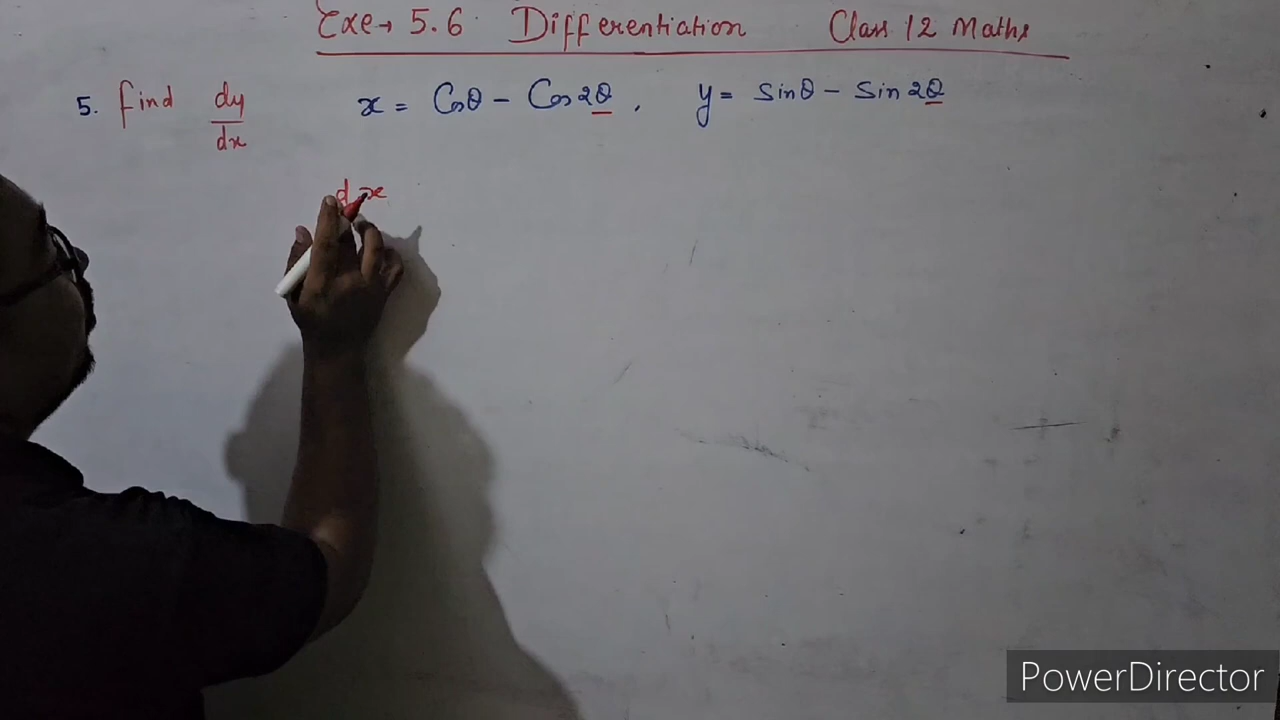 Exe→ 5.6 Differentiation Class 12 Maths
5. Find dy/dx x = Cosθ − Cos2θ , y = Sinθ − Sin2θ
dx
PowerDirector